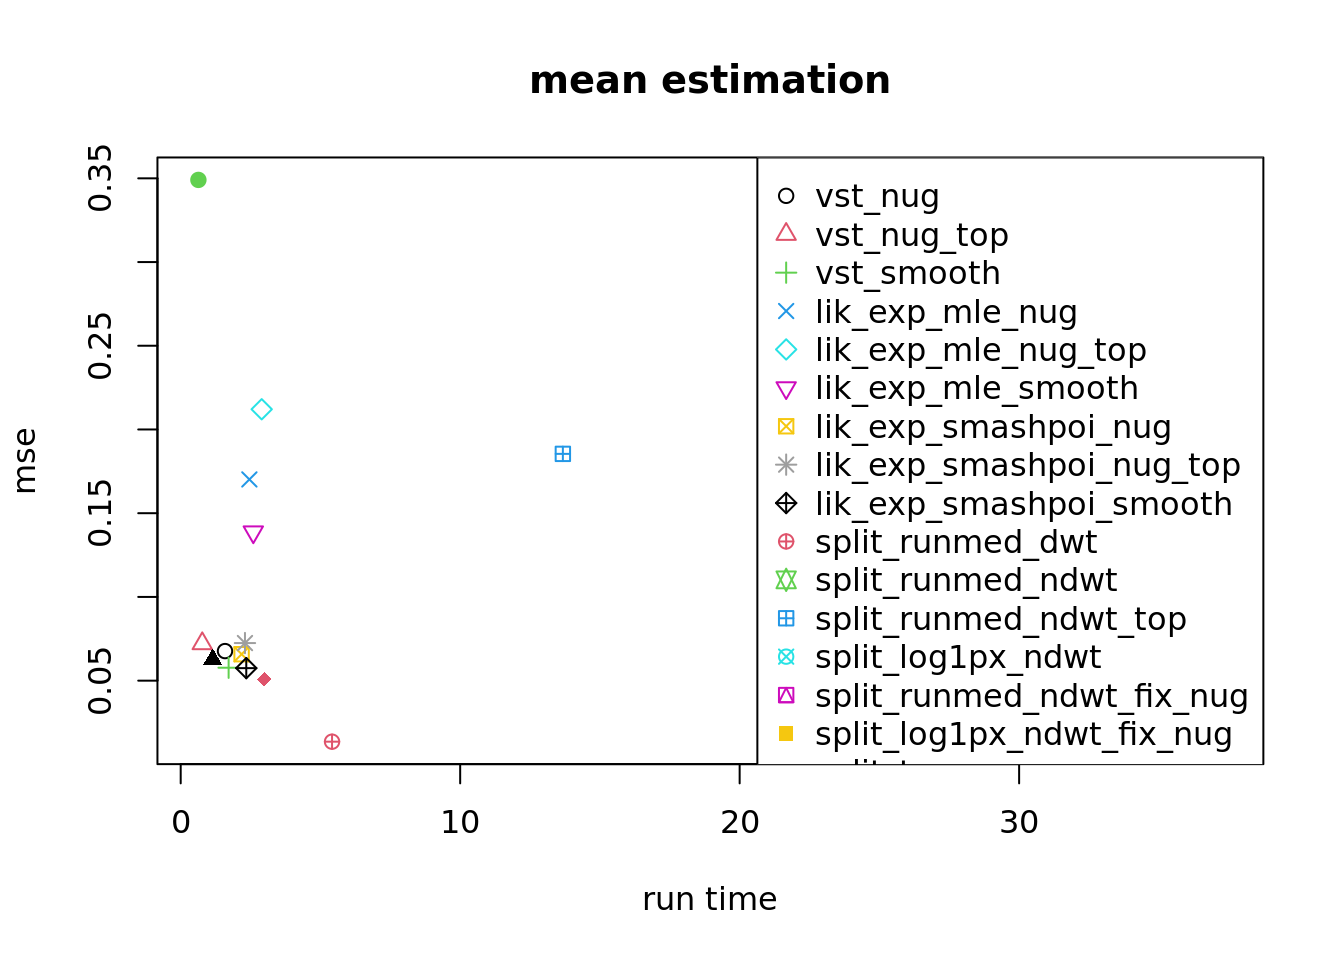 mean estimation
mse
0.35
0.25
0.15
0.05
vst_nug
vst_nug_top
vst_smooth
lik_exp_mle_nug
lik_exp_mle_nug_top
lik_exp_mle_smooth
lik_exp_smashpoi_nug
lik_exp_smashpoi_nug_top
lik_exp_smashpoi_smooth
split_runmed_dwt
split_runmed_ndwt
split_runmed_ndwt_top
split_log1px_ndwt
split_runmed_ndwt_fix_nug
split_log1px_ndwt_fix_nug
0 10 20 30
run time